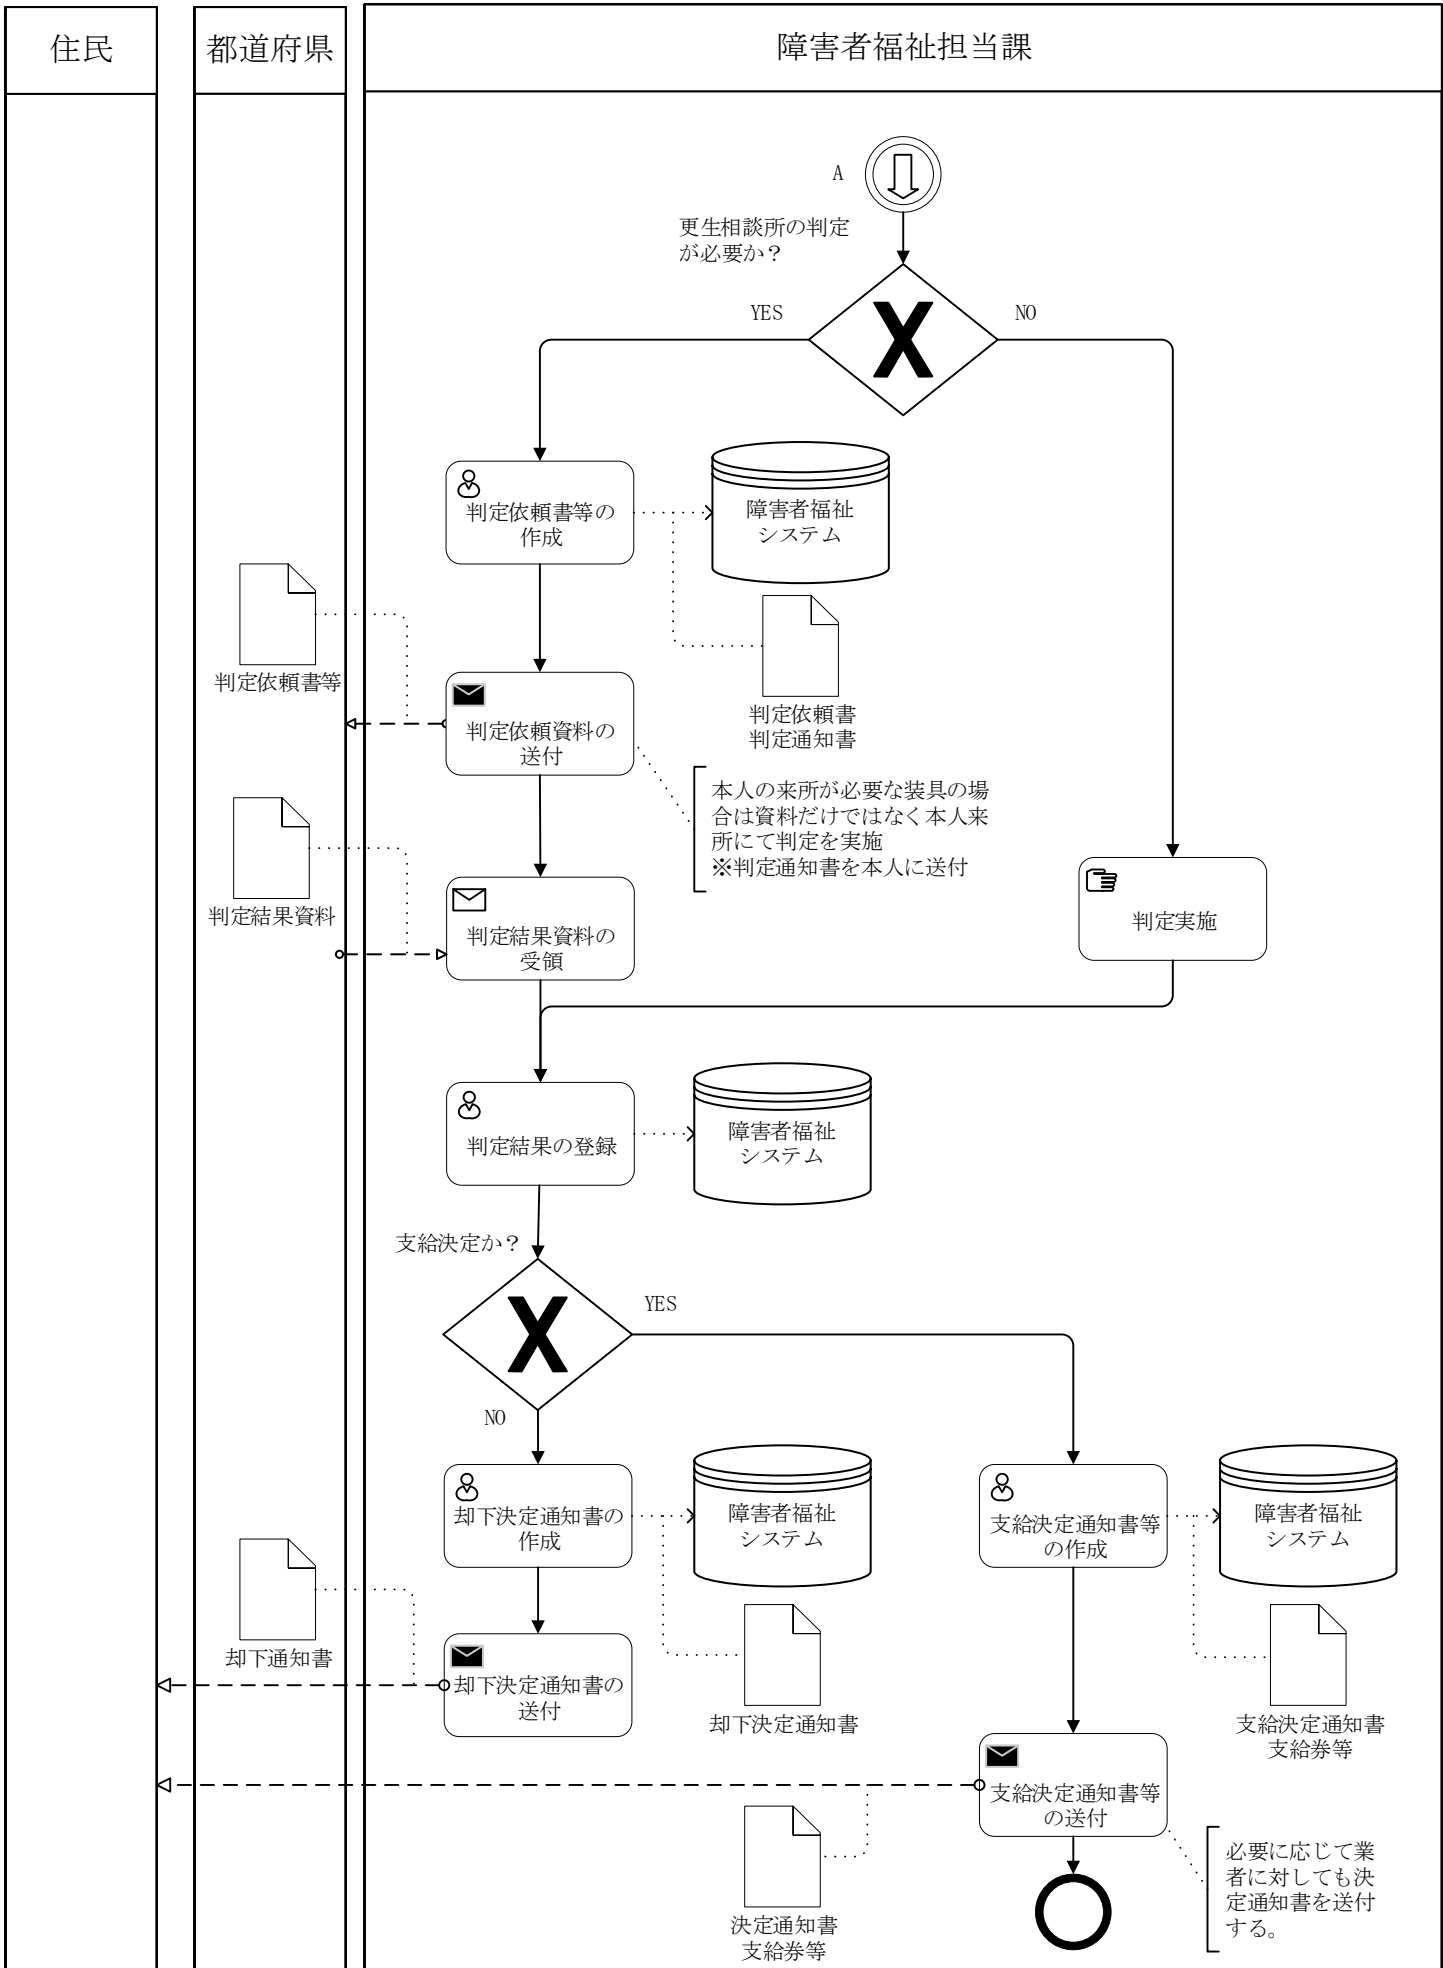 住民
都道府県
障害者福祉担当課
A
更生相談所の判定
が必要か？
YES
NO
判定依頼書等の
作成
障害者福祉
システム
判定依頼書等
判定依頼書
判定通知書
判定依頼資料の
送付
本人の来所が必要な装具の場
合は資料だけではなく本人来
所にて判定を実施
※判定通知書を本人に送付
判定結果資料
判定結果資料の
受領
判定実施
判定結果の登録
障害者福祉
システム
支給決定か？
YES
NO
却下決定通知書の
作成
障害者福祉
システム
支給決定通知書等
の作成
障害者福祉
システム
却下通知書
却下決定通知書の
送付
却下決定通知書
支給決定通知書
支給券等
支給決定通知書等
の送付
決定通知書
支給券等
必要に応じて業
者に対しても決
定通知書を送付
する。